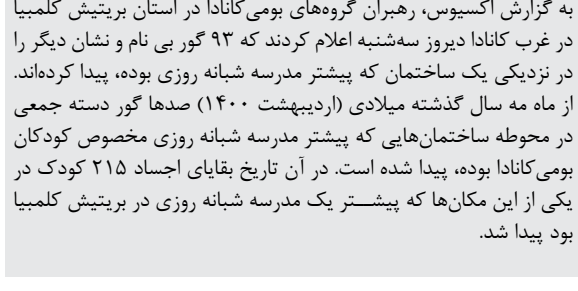 به گزارش اکسیوس، رهبران گروه‌های بومی‌کانادا در استان بریتیش کلمبیا
در غرب کانادا دیروز سه‌شنبه اعلام کردند که ۹۳ گور بی نام و نشان دیگر را
در نزدیکی یک ساختمان که پیشتر مدرسه شبانه روزی بوده، پیدا کرده‌اند.
از ماه مه سال گذشته میلادی (اردیبهشت ۱۴۰۰) صدها گور دسته جمعی
در محوطه ساختمان‌هایی که پیشتر مدرسه شبانه روزی مخصوص کودکان
بومی‌کانادا بوده، پیدا شده است. در آن تاریخ بقایای اجساد ۲۱۵ کودک در
یکی از این مکان‌ها که پیشتر یک مدرسه شبانه روزی در بریتیش کلمبیا
بود پیدا شد.